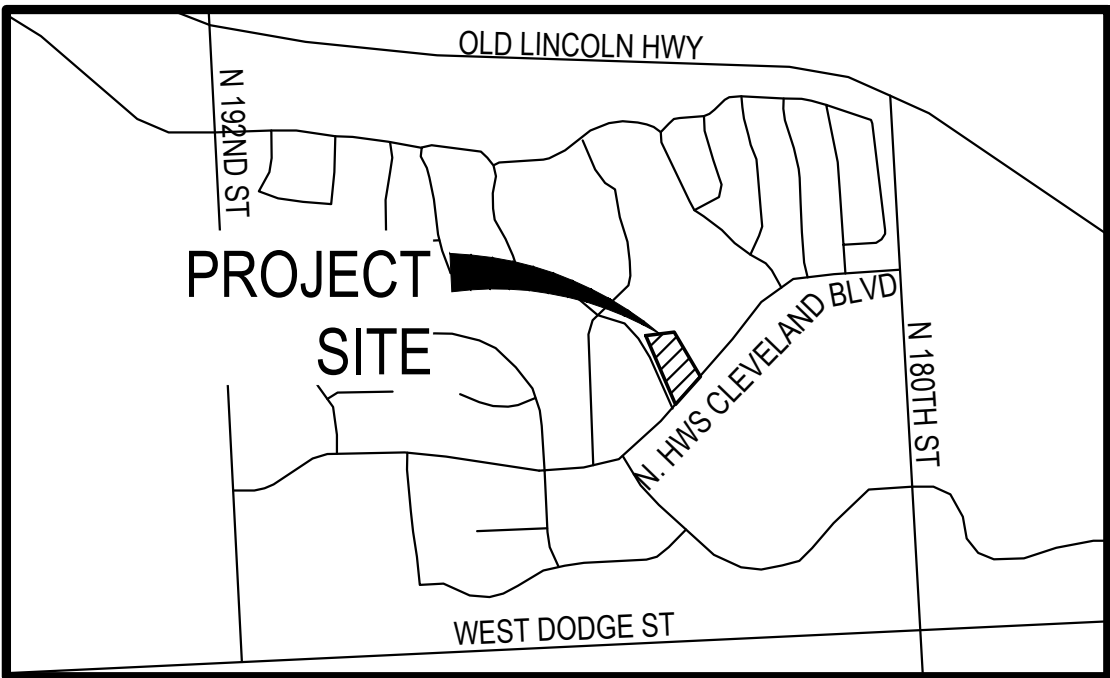 OLD LINCOLN HWY
N 192ND ST
PROJECT
SITE
N. HWS CLEVELAND BLVD
N 180TH ST
WEST DODGE ST